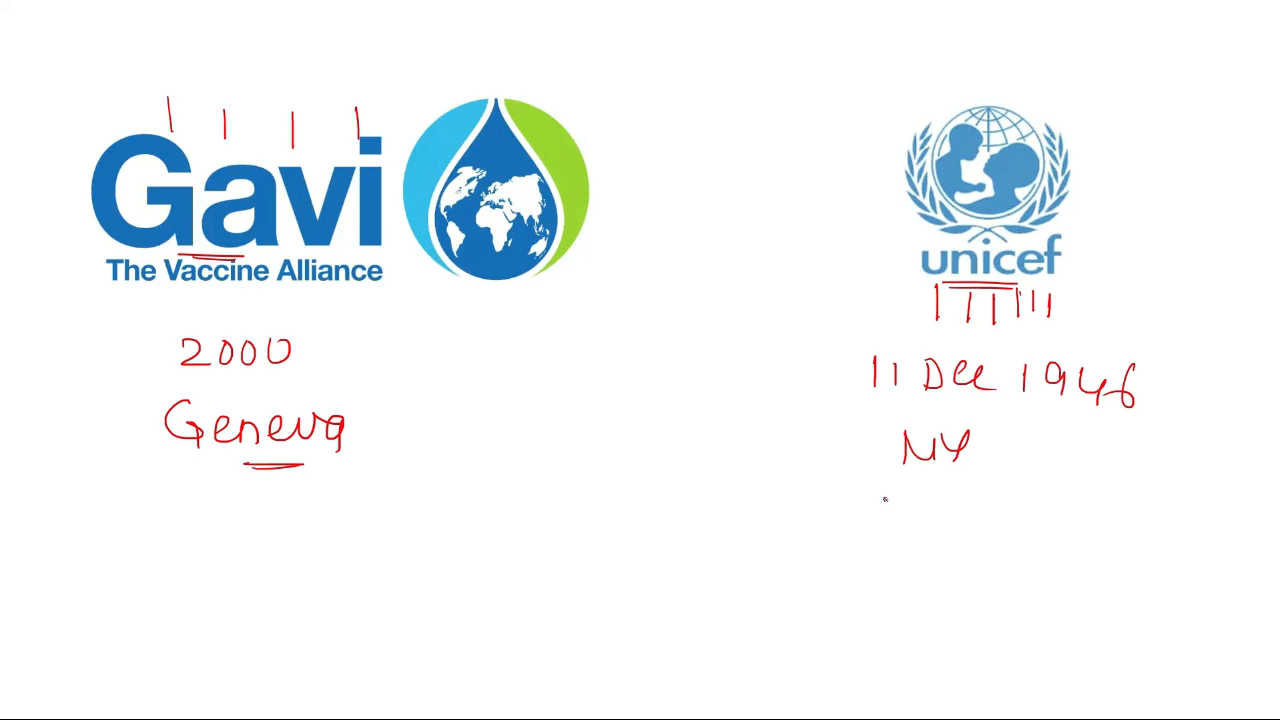 Gavi
The Vaccine Alliance
2000
Geneva
unicef
11 Dec 1946
NY